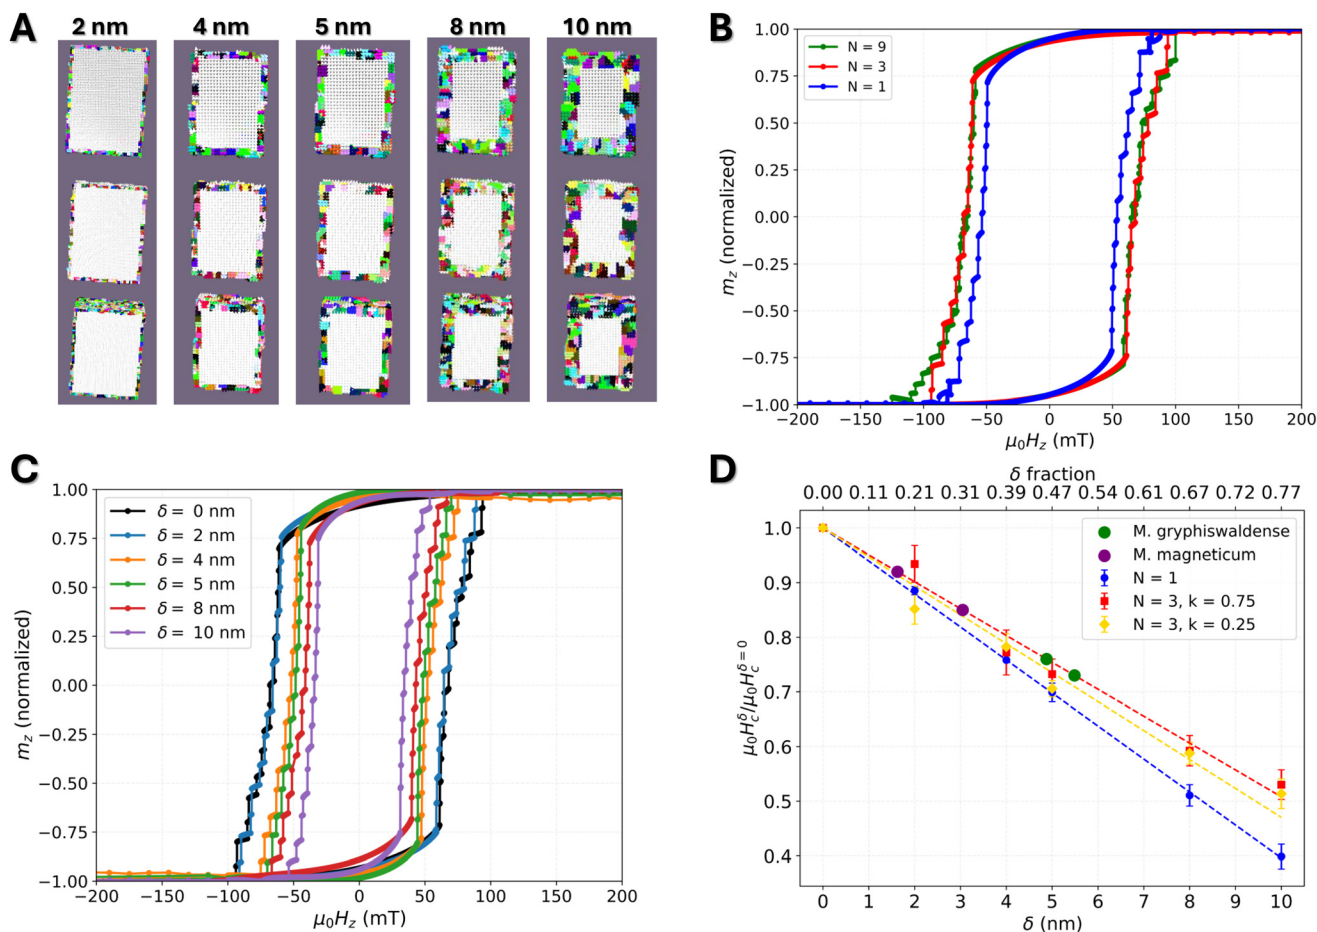 A
2 nm 4 nm 5 nm 8 nm 10 nm
B
N = 9
N = 3
N = 1
1.00
0.75
0.50
0.25
0.00
−0.25
−0.50
−0.75
−1.00
m_z (normalized)
−200 −150 −100 −50 0 50 100 150 200
μ₀H_z (mT)
C
δ = 0 nm
δ = 2 nm
δ = 4 nm
δ = 5 nm
δ = 8 nm
δ = 10 nm
1.00
0.75
0.50
0.25
0.00
−0.25
−0.50
−0.75
−1.00
m_z (normalized)
−200 −150 −100 −50 0 50 100 150 200
μ₀H_z (mT)
D
δ fraction
0.00 0.11 0.21 0.31 0.39 0.47 0.54 0.61 0.67 0.72 0.77
M. gryphiswaldense
M. magneticum
N = 1
N = 3, k = 0.75
N = 3, k = 0.25
1.0
0.9
0.8
0.7
0.6
0.5
0.4
μ₀H_c^δ/μ₀H_c^{δ=0}
0 1 2 3 4 5 6 7 8 9 10
δ (nm)